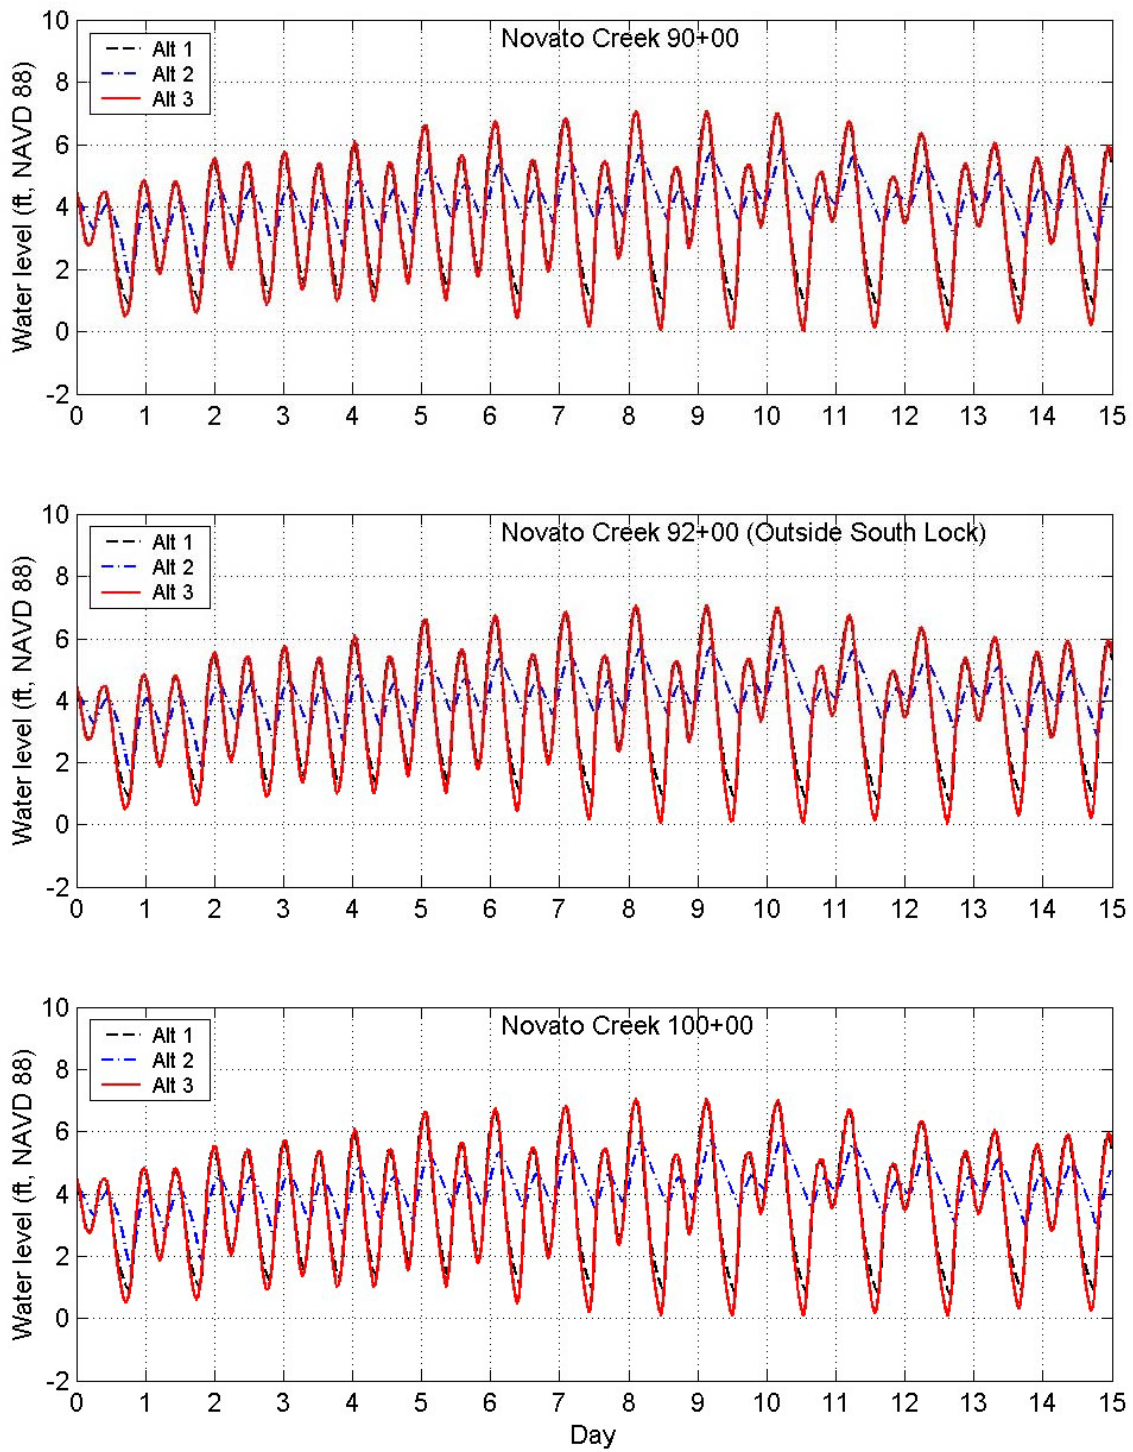 Novato Creek 90+00
Alt 1
Alt 2
Alt 3
Water level (ft, NAVD 88)
10
8
6
4
2
0
-2
0 1 2 3 4 5 6 7 8 9 10 11 12 13 14 15
Novato Creek 92+00 (Outside South Lock)
Alt 1
Alt 2
Alt 3
Water level (ft, NAVD 88)
10
8
6
4
2
0
-2
0 1 2 3 4 5 6 7 8 9 10 11 12 13 14 15
Novato Creek 100+00
Alt 1
Alt 2
Alt 3
Water level (ft, NAVD 88)
10
8
6
4
2
0
-2
0 1 2 3 4 5 6 7 8 9 10 11 12 13 14 15
Day